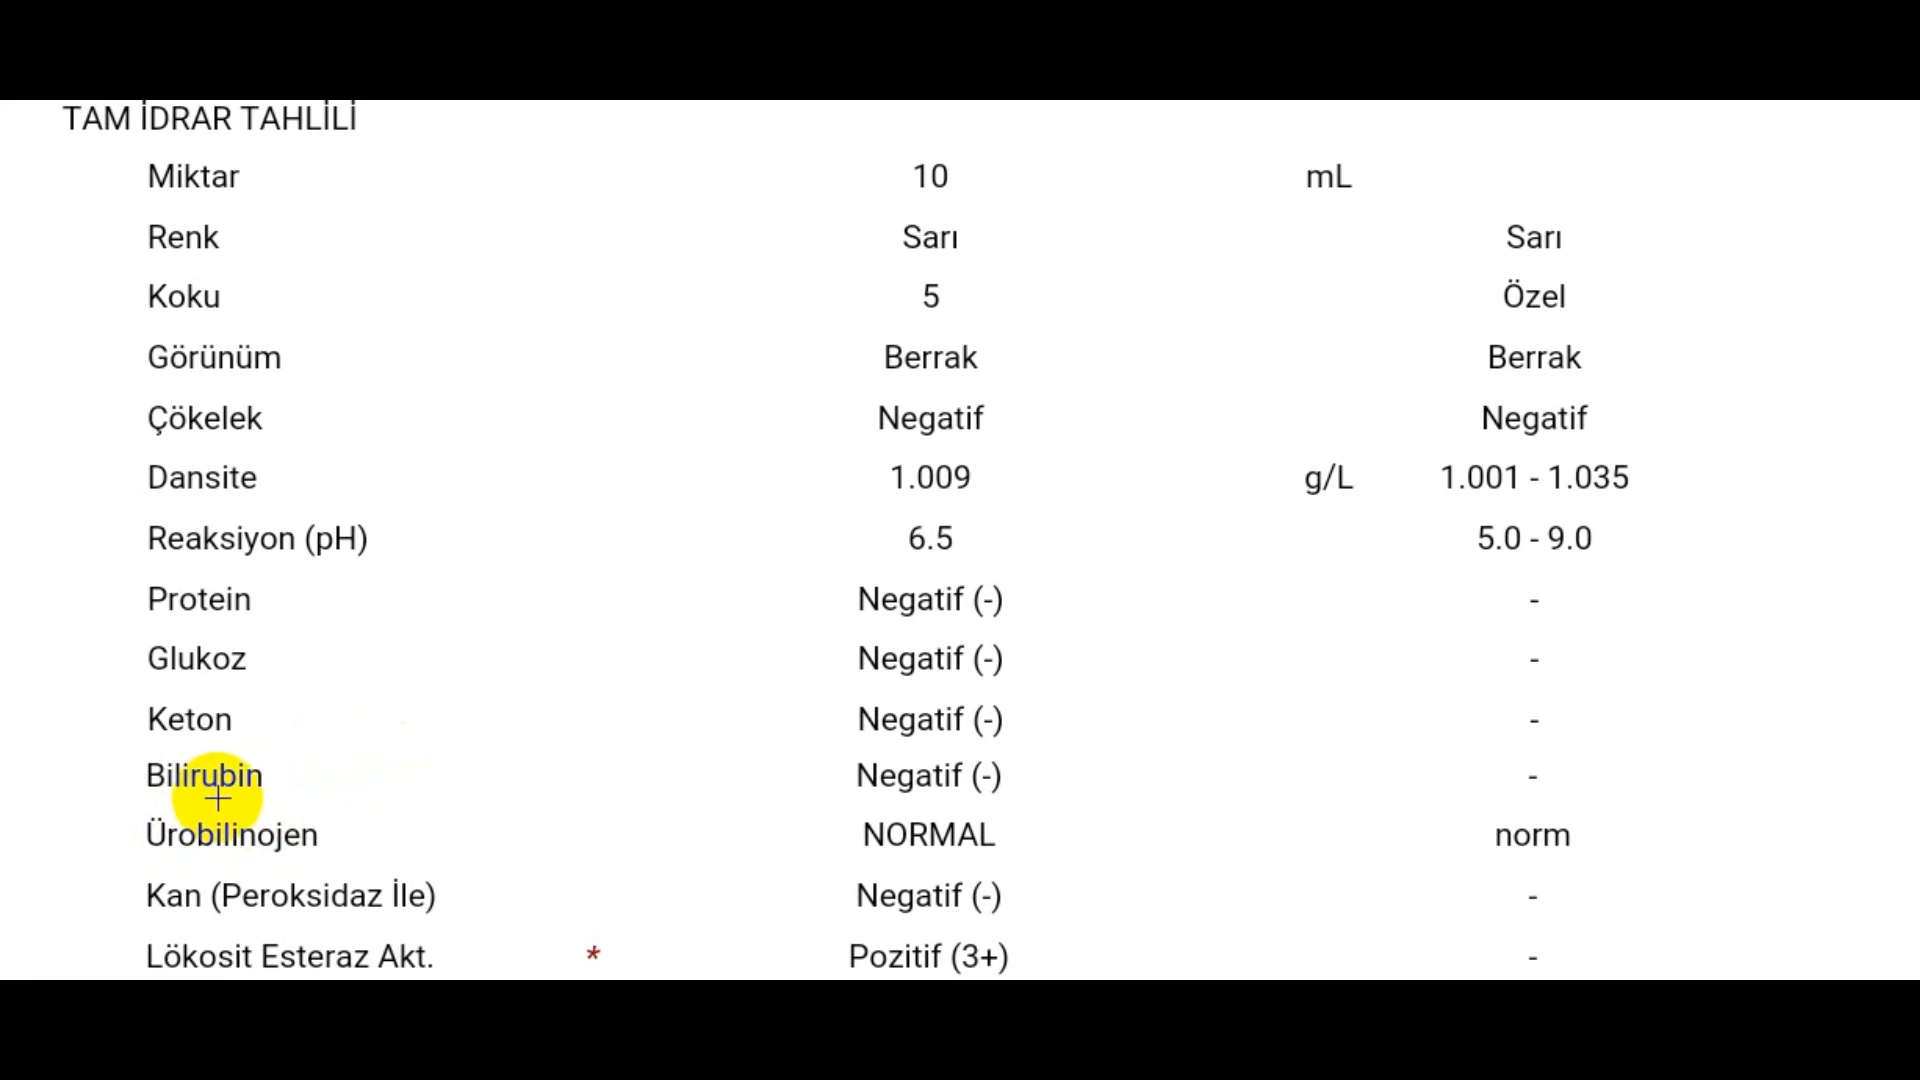 TAM İDRAR TAHLİLİ
Miktar 10 mL
Renk Sarı Sarı
Koku 5 Özel
Görünüm Berrak Berrak
Çökelek Negatif Negatif
Dansite 1.009 g/L 1.001 - 1.035
Reaksiyon (pH) 6.5 5.0 - 9.0
Protein Negatif (-) -
Glukoz Negatif (-) -
Keton Negatif (-) -
Bilirubin Negatif (-) -
Ürobilinojen NORMAL norm
Kan (Peroksidaz İle) Negatif (-) -
Lökosit Esteraz Akt. * Pozitif (3+) -